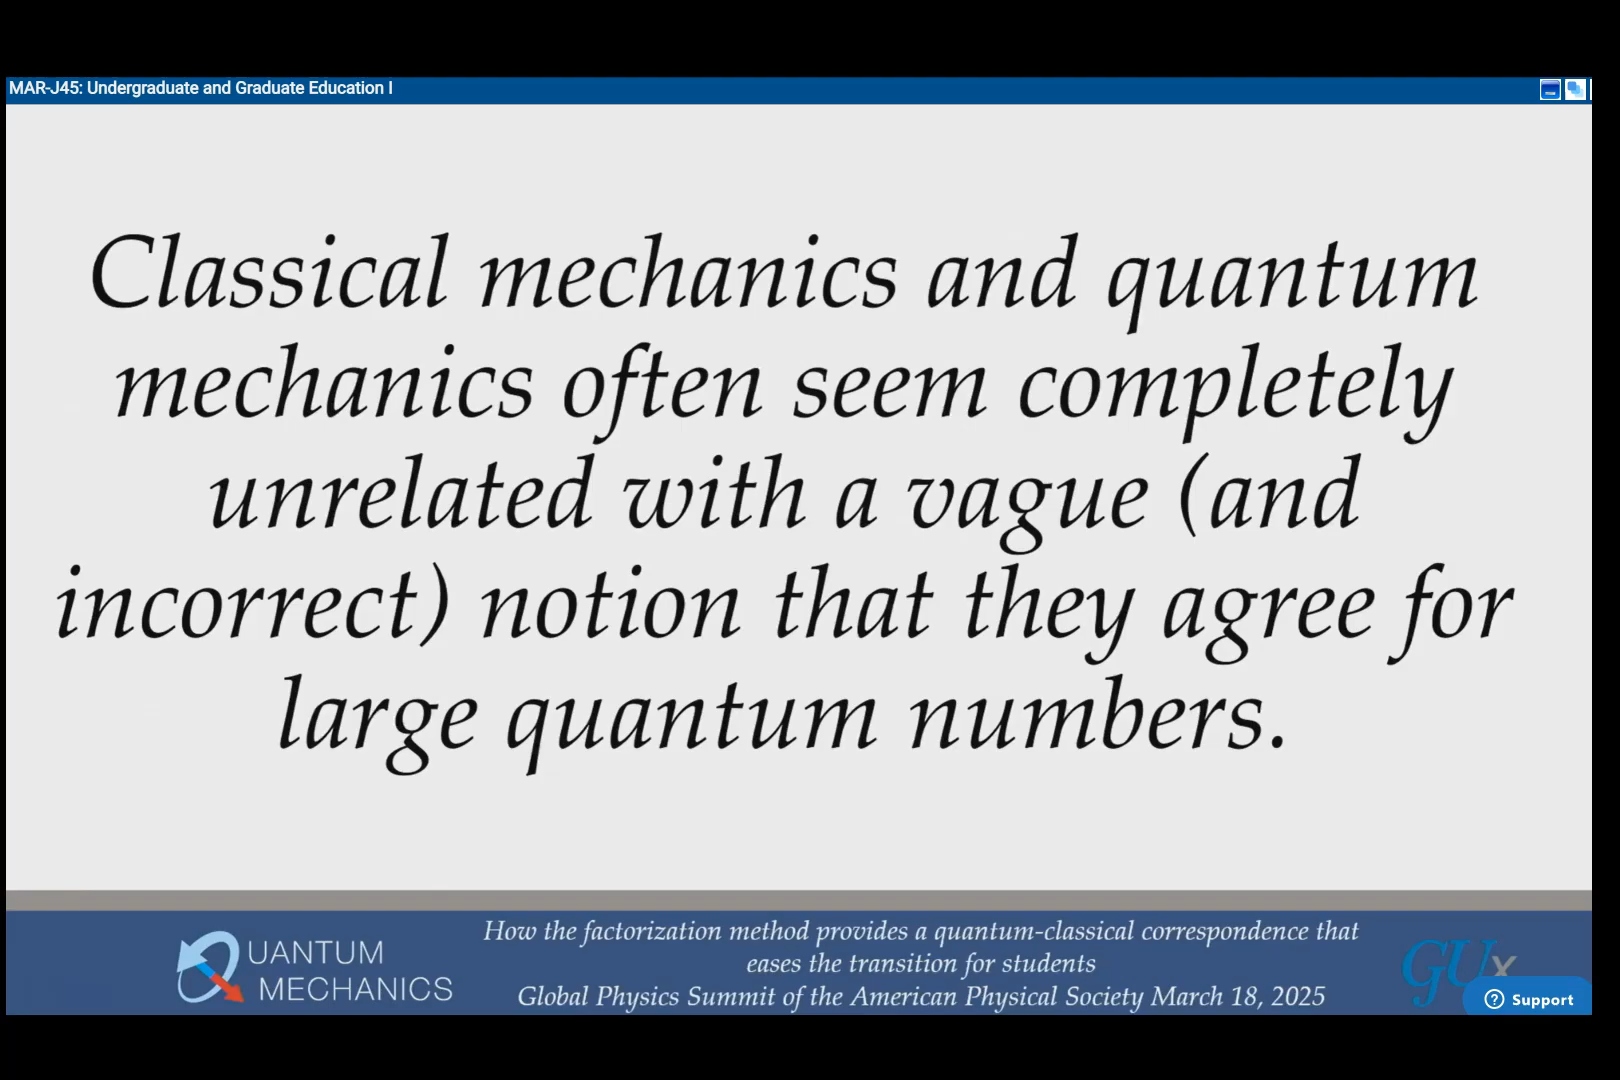 MAR-J45: Undergraduate and Graduate Education I
Classical mechanics and quantum
mechanics often seem completely
unrelated with a vague (and
incorrect) notion that they agree for
large quantum numbers.
QUANTUM
MECHANICS
How the factorization method provides a quantum-classical correspondence that
eases the transition for students
Global Physics Summit of the American Physical Society March 18, 2025
GUx
Support